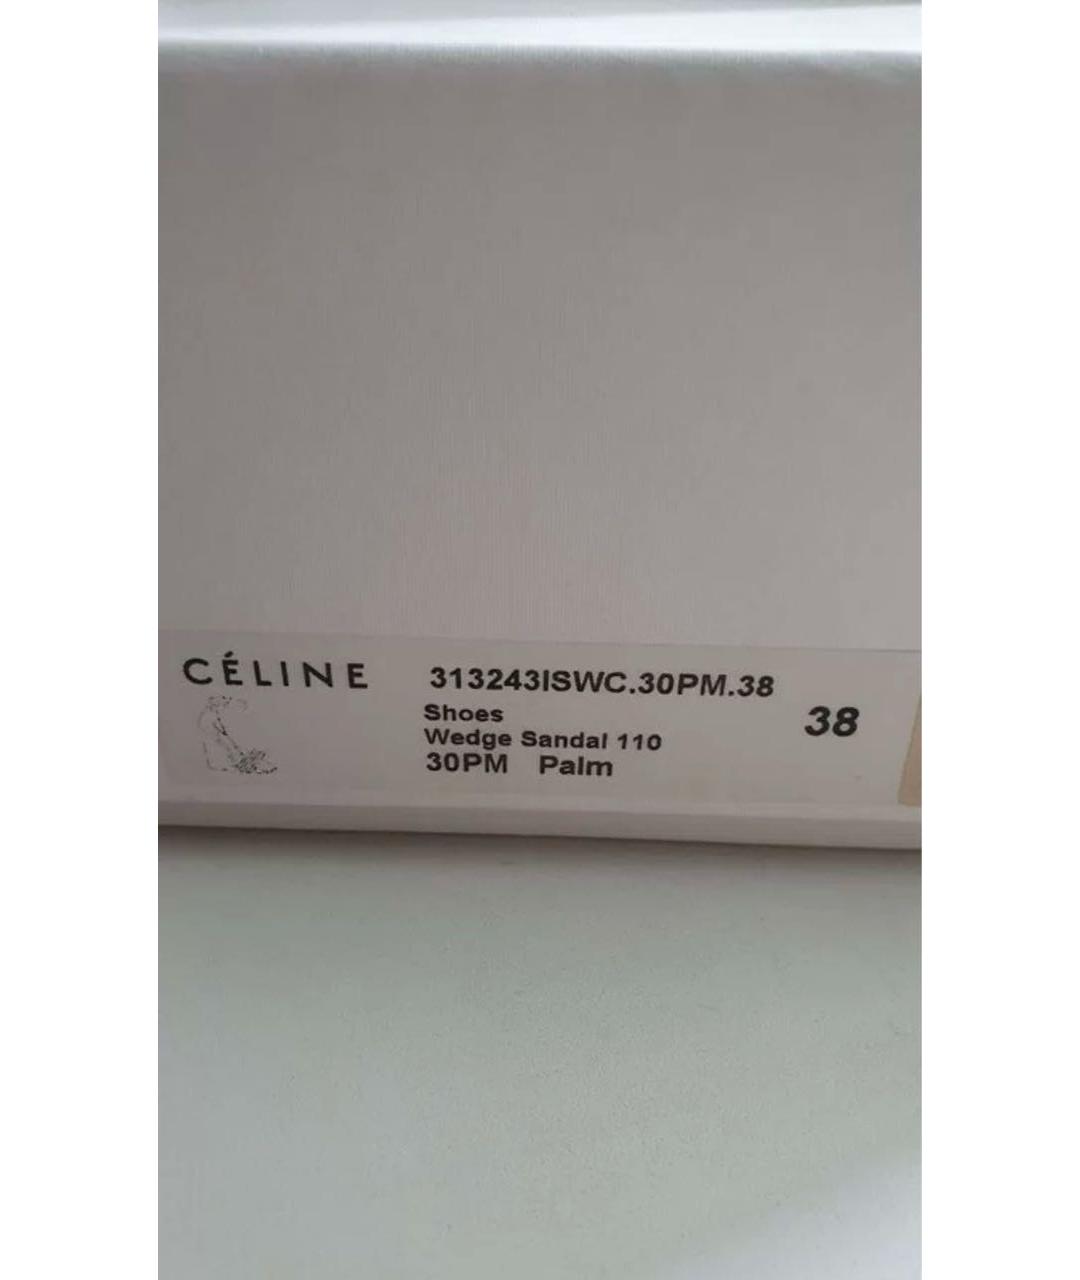 CÉLINE
313243ISWC.30PM.38
Shoes
Wedge Sandal 110
30PM Palm
38